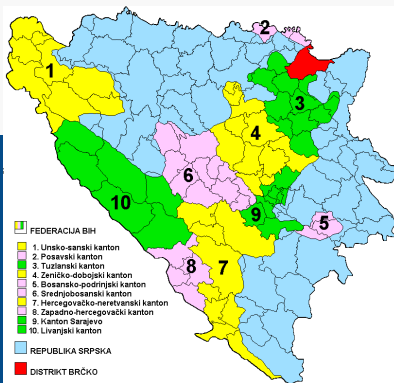 2
1
3
4
6
10
9
5
8
7
FEDERACIJA BIH
1. Unsko-sanski kanton
2. Posavski kanton
3. Tuzlanski kanton
4. Zeničko-dobojski kanton
5. Bosansko-podrinjski kanton
6. Srednjobosanski kanton
7. Hercegovačko-neretvanski kanton
8. Zapadno-hercegovački kanton
9. Kanton Sarajevo
10. Livanjski kanton
REPUBLIKA SRPSKA
DISTRIKT BRČKO